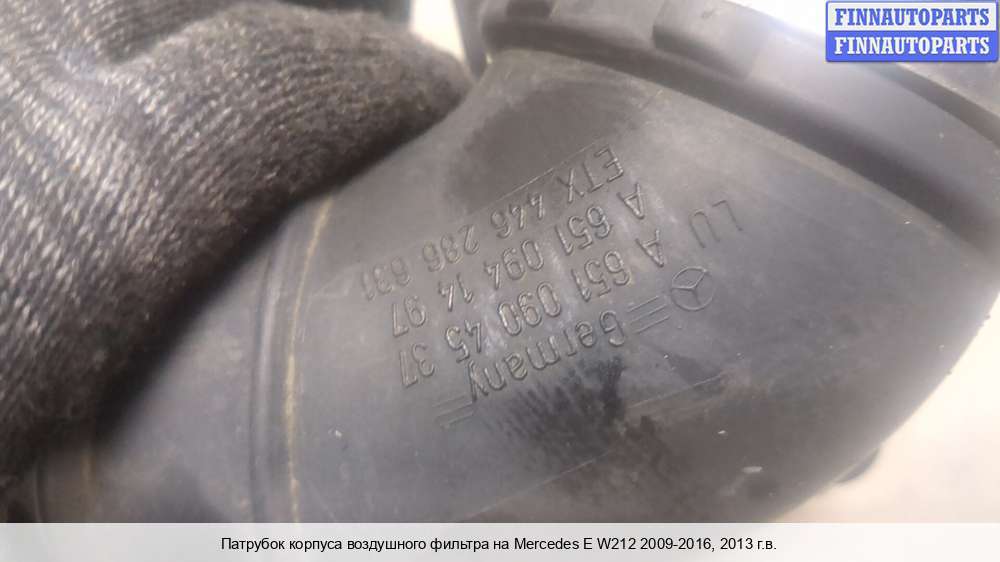 FINNAUTOPARTS
FINNAUTOPARTS
Germany
LU A 651 090 45 37
A 651 094 14 97
ETX 446 286 631
Патрубок корпуса воздушного фильтра на Mercedes E W212 2009-2016, 2013 г.в.